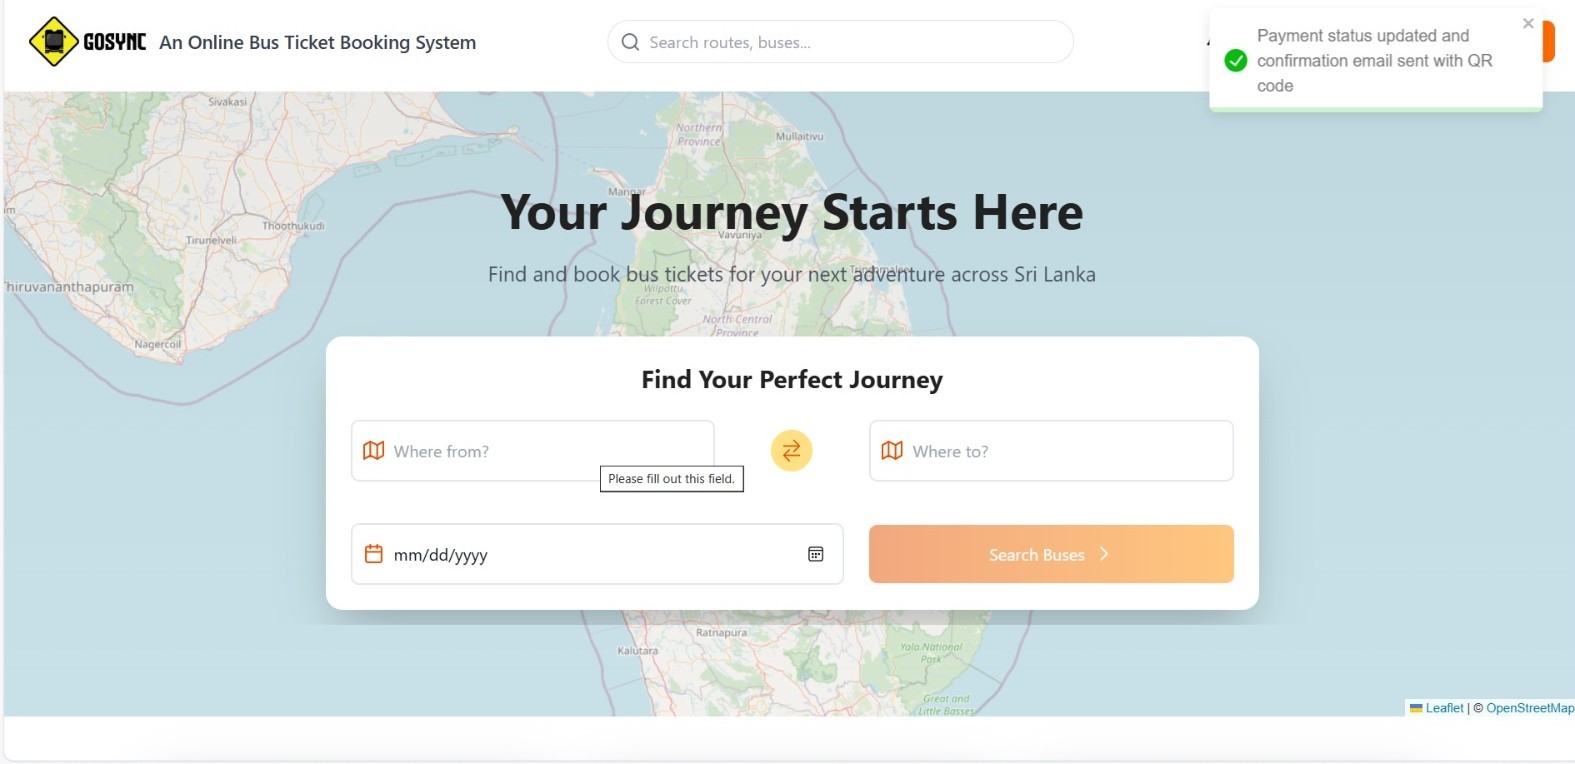 GOSYNC An Online Bus Ticket Booking System
Search routes, buses...
Payment status updated and
confirmation email sent with QR
code
Sivakasi
Northern
Province
Mullaitivu
Mannar
Thoothukudi
Tirunelveli
Vavuniya
Your Journey Starts Here
Find and book bus tickets for your next adventure across Sri Lanka
Trincomalee
Thiruvananthapuram
Wilpattu
Forest Cover
North Central
Province
Nagercoil
Find Your Perfect Journey
Where from?
Where to?
Please fill out this field.
mm/dd/yyyy
Search Buses
Ratnapura
Kalutara
Yala National
Park
Great and
Little Basses
Leaflet | © OpenStreetMap